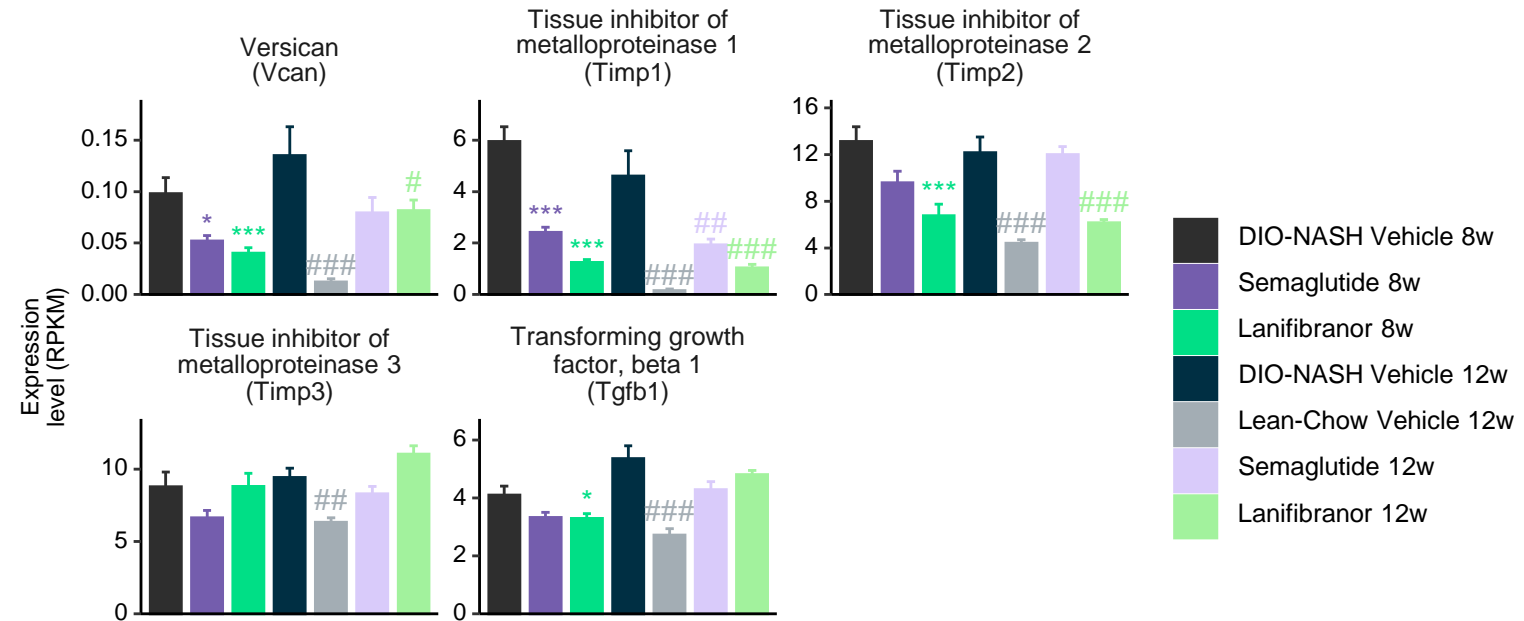 Versican
(Vcan)
Tissue inhibitor of
metalloproteinase 1
(Timp1)
Tissue inhibitor of
metalloproteinase 2
(Timp2)
0.15
0.10
0.05
0.00
*
***
###
#
6
4
2
0
***
***
###
##
###
16
12
8
4
0
***
###
###
Expression
level (RPKM)
Tissue inhibitor of
metalloproteinase 3
(Timp3)
Transforming growth
factor, beta 1
(Tgfb1)
10
5
0
##
6
4
2
0
*
###
DIO-NASH Vehicle 8w
Semaglutide 8w
Lanifibranor 8w
DIO-NASH Vehicle 12w
Lean-Chow Vehicle 12w
Semaglutide 12w
Lanifibranor 12w